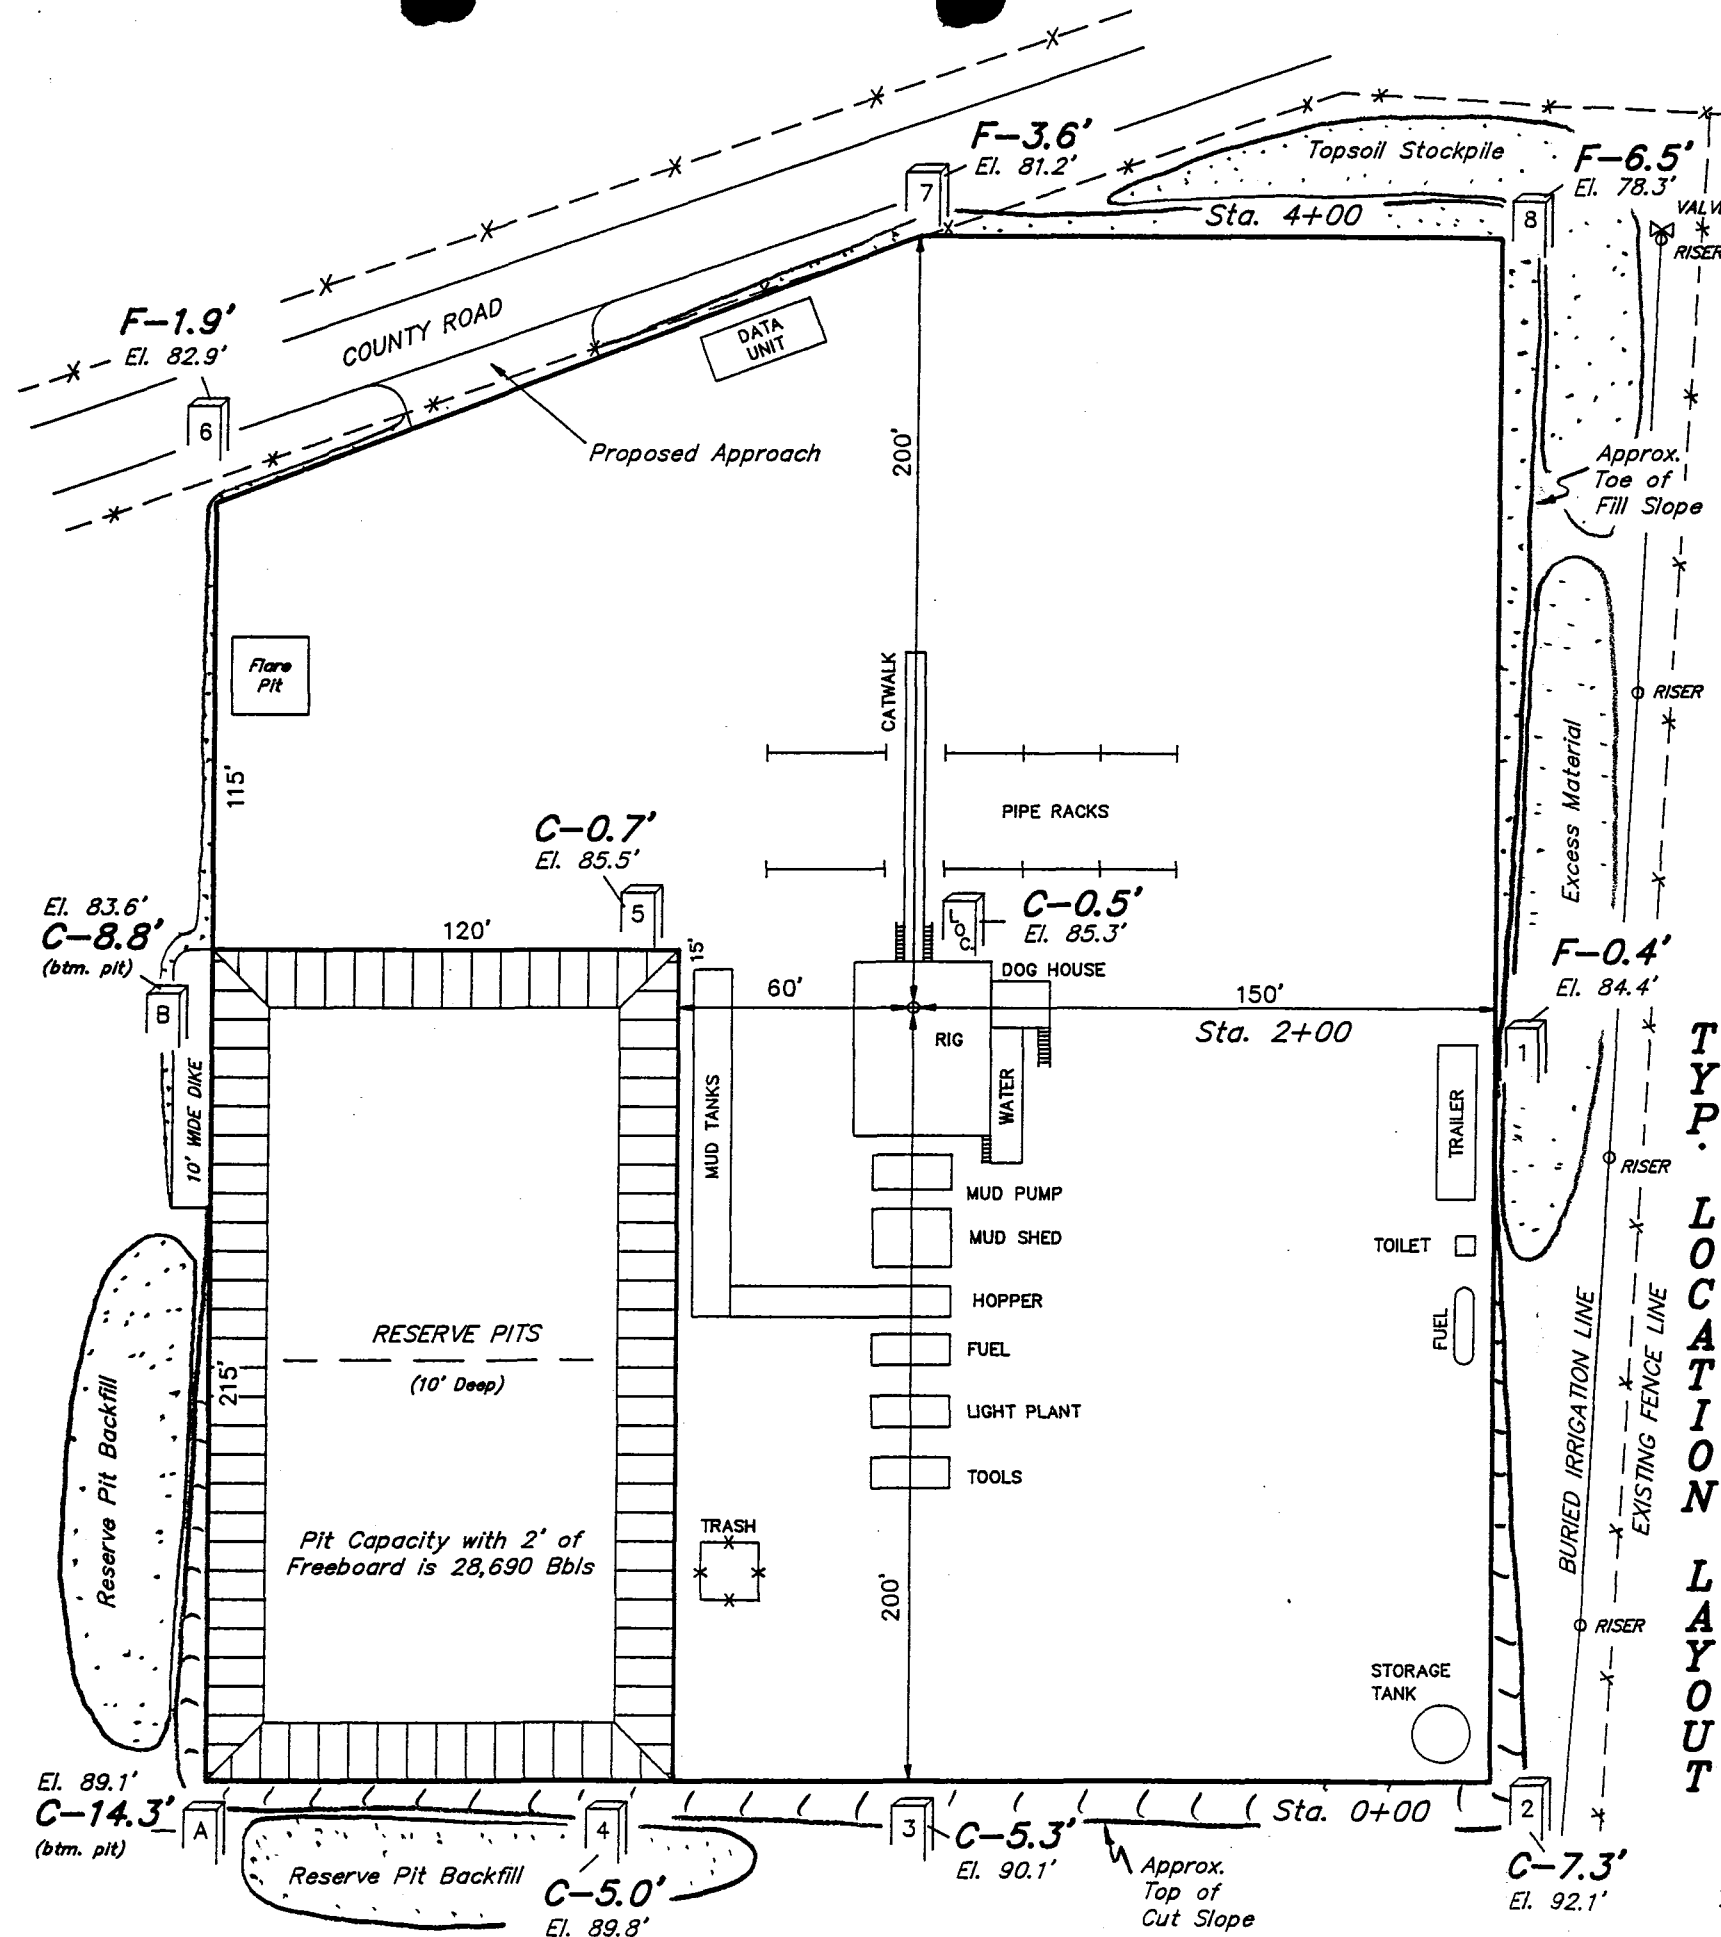 F-3.6'
El. 81.2'
7
Topsoil Stockpile
F-6.5'
El. 78.3'
8
Sta. 4+00
RISER
F-1.9'
El. 82.9'
6
COUNTY ROAD
DATA
UNIT
Proposed Approach
200'
Approx.
Toe of
Fill Slope
Flare
Pit
CATWALK
RISER
115'
PIPE RACKS
Excess Material
C-0.7'
El. 85.5'
5
LOC.
C-0.5'
El. 85.3'
El. 83.6'
C-8.8'
(btm. pit)
B
120'
15'
DOG HOUSE
F-0.4'
El. 84.4'
1
60'
150'
Sta. 2+00
RIG
10' WIDE DIKE
MUD TANKS
WATER
TRAILER
RISER
MUD PUMP
MUD SHED
TOILET
HOPPER
FUEL
FUEL
RESERVE PITS
(10' Deep)
215'
Reserve Pit Backfill
LIGHT PLANT
TOOLS
BURIED IRRIGATION LINE
EXISTING FENCE LINE
TYP. LOCATION LAYOUT
Pit Capacity with 2' of
Freeboard is 28,690 Bbls
TRASH
200'
RISER
STORAGE
TANK
El. 89.1'
C-14.3'
(btm. pit)
A
4
3
Sta. 0+00
2
Reserve Pit Backfill
C-5.0'
El. 89.8'
C-5.3'
El. 90.1'
Approx.
Top of
Cut Slope
C-7.3'
El. 92.1'